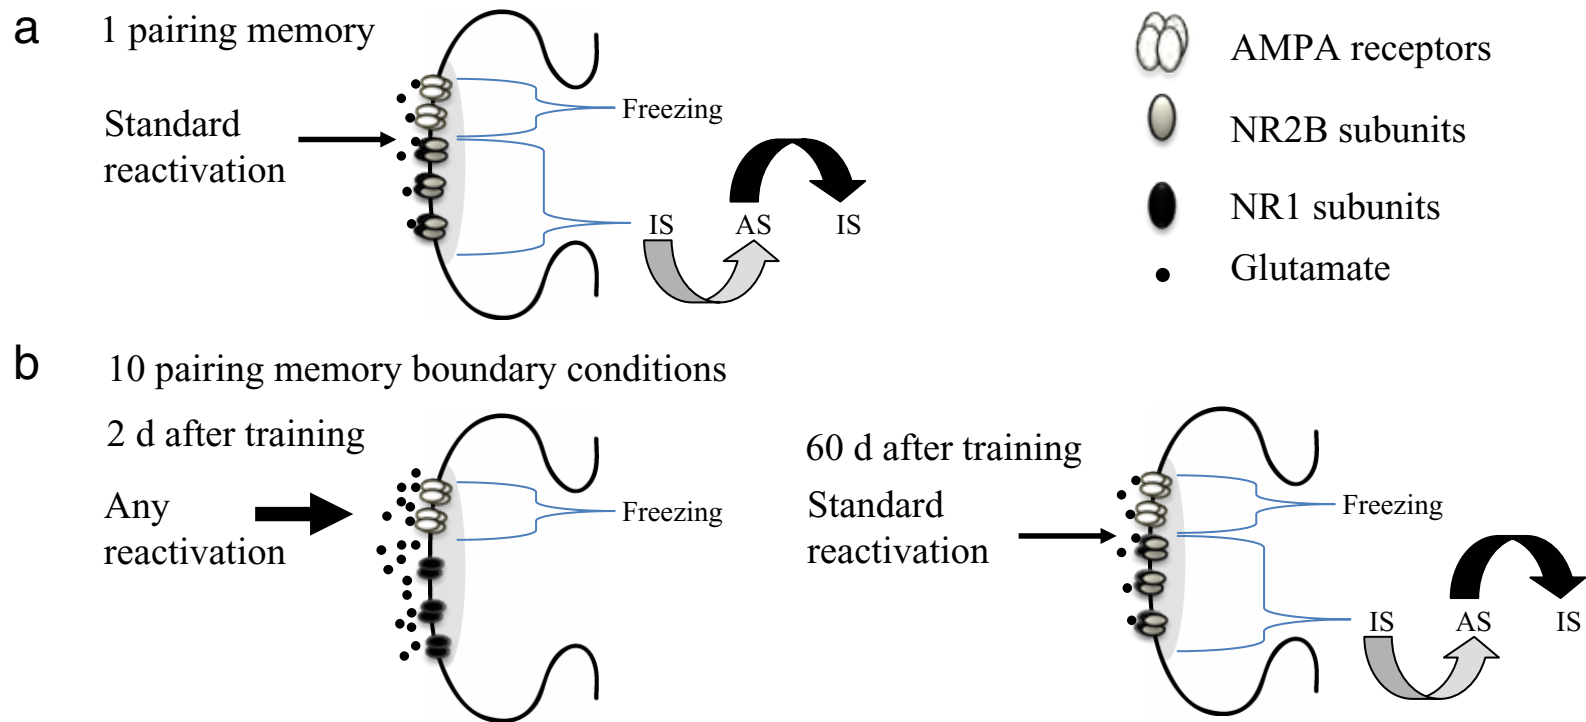 a
1 pairing memory
Standard
reactivation
Freezing
IS AS IS
AMPA receptors
NR2B subunits
NR1 subunits
Glutamate
b
10 pairing memory boundary conditions
2 d after training
Any
reactivation
Freezing
60 d after training
Standard
reactivation
Freezing
IS AS IS